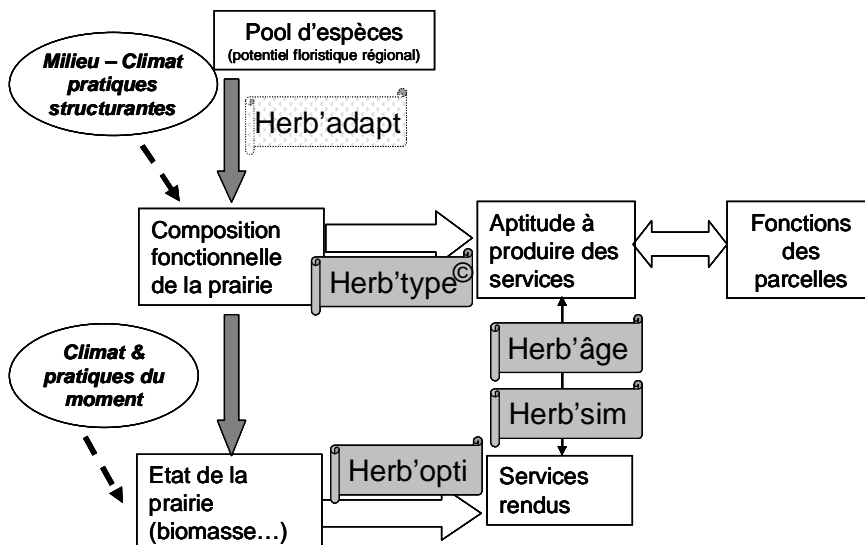 Pool d'espèces
(potentiel floristique régional)
Milieu – Climat
pratiques
structurantes
Herb'adapt
Composition
fonctionnelle
de la prairie
Herb'type©
Aptitude à
produire des
services
Fonctions
des
parcelles
Herb'âge
Climat &
pratiques du
moment
Herb'sim
Etat de la
prairie
(biomasse…)
Herb'opti
Services
rendus